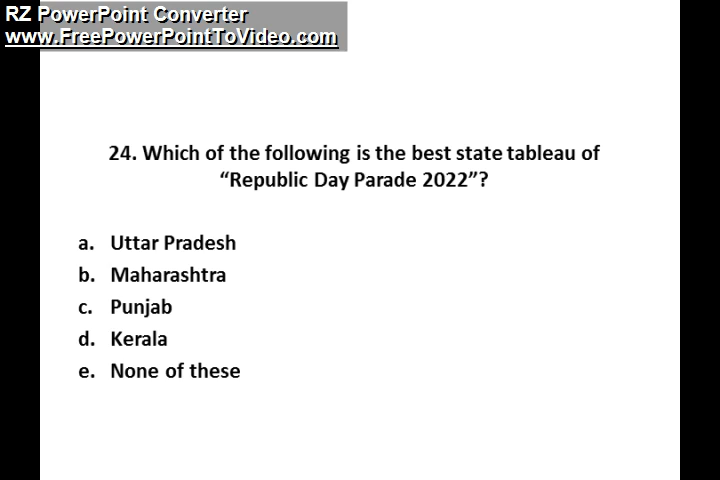 RZ PowerPoint Converter
www.FreePowerPointToVideo.com
24. Which of the following is the best state tableau of
“Republic Day Parade 2022”?
a. Uttar Pradesh
b. Maharashtra
c. Punjab
d. Kerala
e. None of these